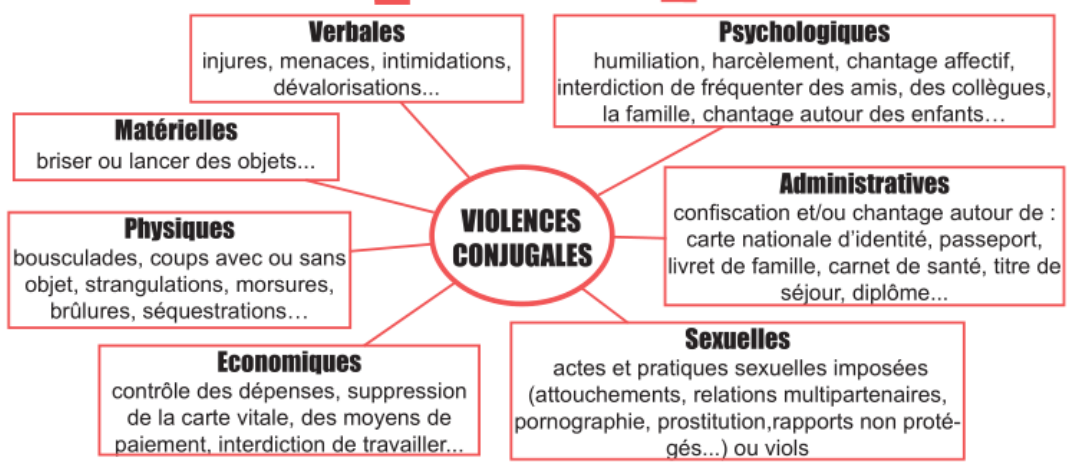 Verbales
injures, menaces, intimidations,
dévalorisations...
Psychologiques
humiliation, harcèlement, chantage affectif,
interdiction de fréquenter des amis, des collègues,
la famille, chantage autour des enfants…
Matérielles
briser ou lancer des objets...
VIOLENCES
CONJUGALES
Administratives
confiscation et/ou chantage autour de :
carte nationale d'identité, passeport,
livret de famille, carnet de santé, titre de
séjour, diplôme...
Physiques
bousculades, coups avec ou sans
objet, strangulations, morsures,
brûlures, séquestrations…
Economiques
contrôle des dépenses, suppression
de la carte vitale, des moyens de
paiement, interdiction de travailler...
Sexuelles
actes et pratiques sexuelles imposées
(attouchements, relations multipartenaires,
pornographie, prostitution,rapports non proté-
gés...) ou viols